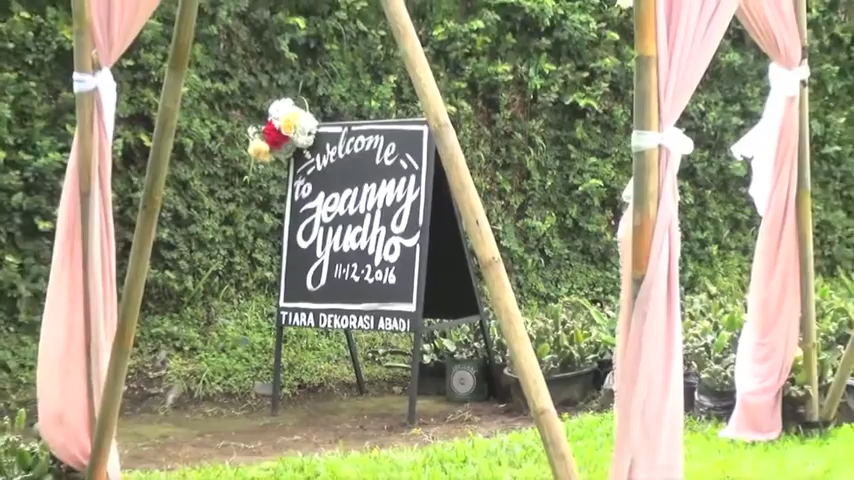 Welcome
to
Jeanny
Yudho
11.12.2016
TIARA DEKORASI ABADI